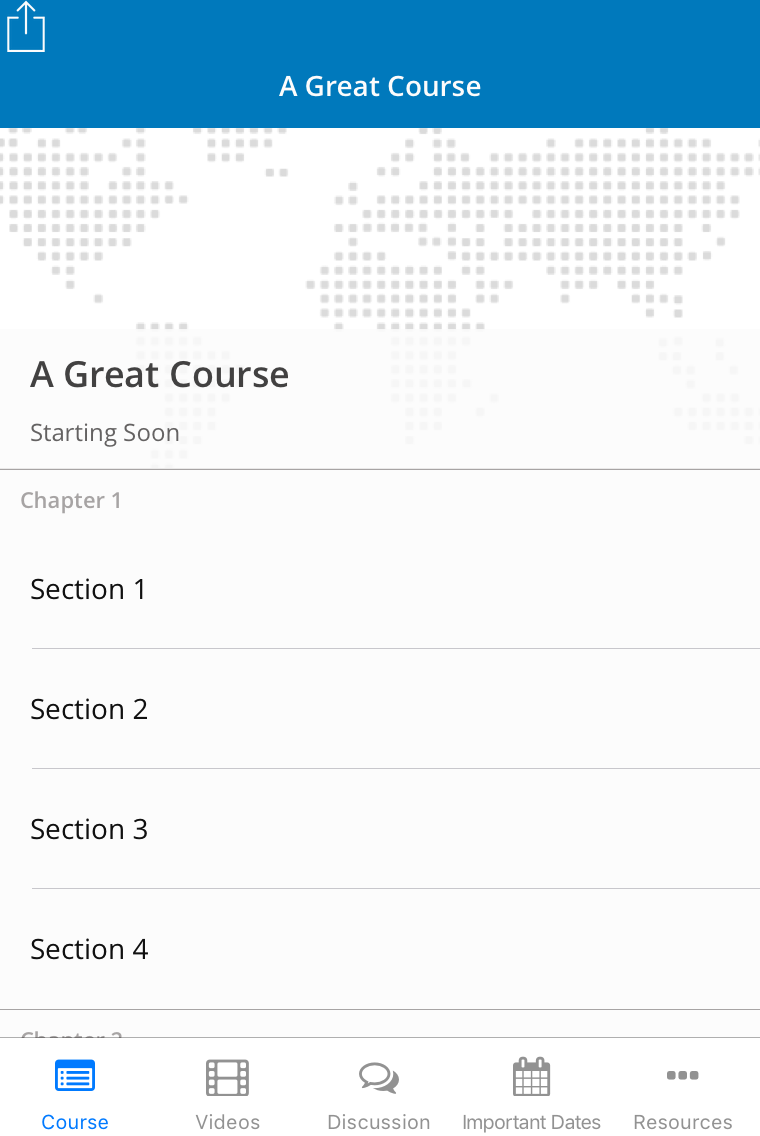 A Great Course
A Great Course
Starting Soon
Chapter 1
Section 1
Section 2
Section 3
Section 4
Chapter
Course
Videos
Discussion
Important Dates
Resources